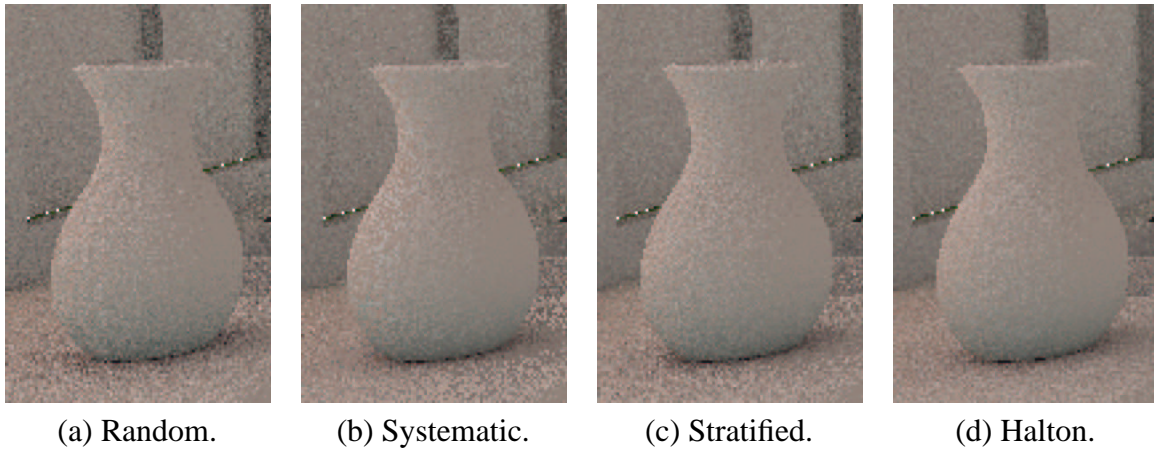 (a) Random.
(b) Systematic.
(c) Stratified.
(d) Halton.